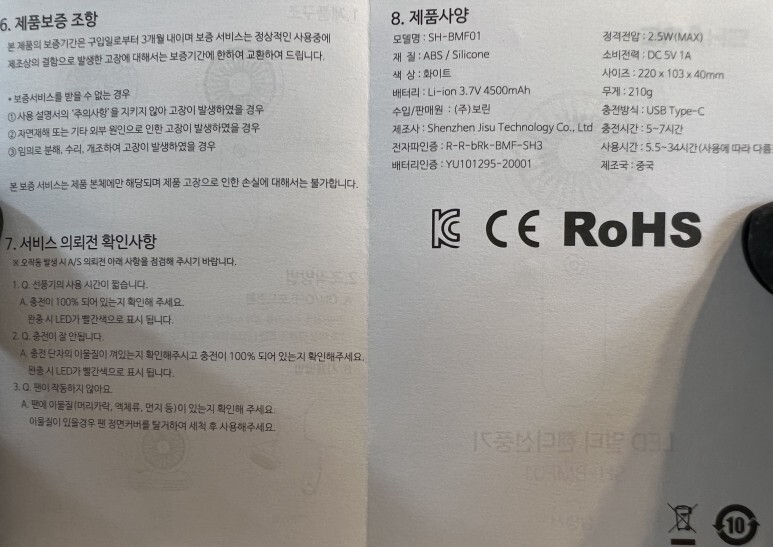 6. 제품보증 조항
본 제품의 보증기간은 구입일로부터 3개월 내이며 보증 서비스는 정상적인 사용중에
제조상의 결함으로 발생한 고장에 대해서는 보증기간에 한하여 교환하여 드립니다.
* 보증서비스를 받을 수 없는 경우
① 사용 설명서의 '주의사항'을 지키지 않아 고장이 발생하였을 경우
② 자연재해 또는 기타 외부 원인으로 인한 고장이 발생하였을 경우
③ 임의로 분해, 수리, 개조하여 고장이 발생하였을 경우
본 보증 서비스는 제품 본체에만 해당되며 제품 고장으로 인한 손실에 대해서는 불가합니다.
7. 서비스 의뢰전 확인사항
※ 오작동 발생 시 A/S 의뢰전 아래 사항을 점검해 주시기 바랍니다.
1. Q. 선풍기의 사용 시간이 짧습니다.
A. 충전이 100% 되어 있는지 확인해 주세요.
완충 시 LED가 빨간색으로 표시 됩니다.
2. Q. 충전이 잘 안됩니다.
A. 충전 단자의 이물질이 껴있는지 확인해주시고 충전이 100% 되어 있는지 확인해주세요.
완충 시 LED가 빨간색으로 표시 됩니다.
3. Q. 팬이 작동하지 않아요
A. 팬에 이물질(머리카락, 액체류, 먼지 등)이 있는지 확인해 주세요.
이물질이 있을경우 팬 정면커버를 탈거하여 세척 후 사용해주세요.
8. 제품사양
모델명 : SH-BMF01
재 질 : ABS / Silicone
색 상 : 화이트
배터리 : Li-ion 3.7V 4500mAh
수입/판매원 : (주)보린
제조사 : Shenzhen Jisu Technology Co., Ltd
전자파인증 : R-R-bRk-BMF-SH3
배터리인증 : YU101295-20001
정격전압 : 2.5W(MAX)
소비전력 : DC 5V 1A
사이즈 : 220 x 103 x 40mm
무게 : 210g
충전방식 : USB Type-C
충전시간 : 5~7시간
사용시간 : 5.5~34시간(사용에 따라 다름
제조국 : 중국
KC CE RoHS
10